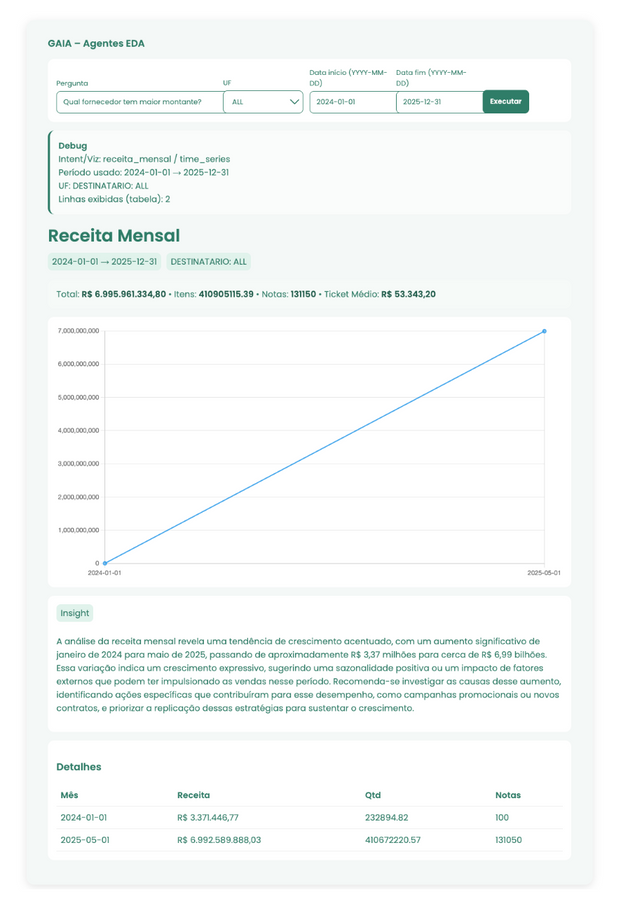 GAIA – Agentes EDA
Pergunta
UF
Data início (YYYY-MM-
DD)
Data fim (YYYY-MM-
DD)
Qual fornecedor tem maior montante?
ALL
2024-01-01
2025-12-31
Executar
Debug
Intent/Viz: receita_mensal / time_series
Período usado: 2024-01-01 → 2025-12-31
UF: DESTINATARIO: ALL
Linhas exibidas (tabela): 2
Receita Mensal
2024-01-01 → 2025-12-31 DESTINATARIO: ALL
Total: R$ 6.995.961.334,80 • Itens: 410905115.39 • Notas: 131150 • Ticket Médio: R$ 53.343,20
7,000,000,000
6,000,000,000
5,000,000,000
4,000,000,000
3,000,000,000
2,000,000,000
1,000,000,000
0
2024-01-01 2025-05-01
Insight
A análise da receita mensal revela uma tendência de crescimento acentuado, com um aumento significativo de
janeiro de 2024 para maio de 2025, passando de aproximadamente R$ 3,37 milhões para cerca de R$ 6,99 bilhões.
Essa variação indica um crescimento expressivo, sugerindo uma sazonalidade positiva ou um impacto de fatores
externos que podem ter impulsionado as vendas nesse período. Recomenda-se investigar as causas desse aumento,
identificando ações específicas que contribuíram para esse desempenho, como campanhas promocionais ou novos
contratos, e priorizar a replicação dessas estratégias para sustentar o crescimento.
Detalhes
Mês Receita Qtd Notas
2024-01-01 R$ 3.371.446,77 232894.82 100
2025-05-01 R$ 6.992.589.888,03 410672220.57 131050